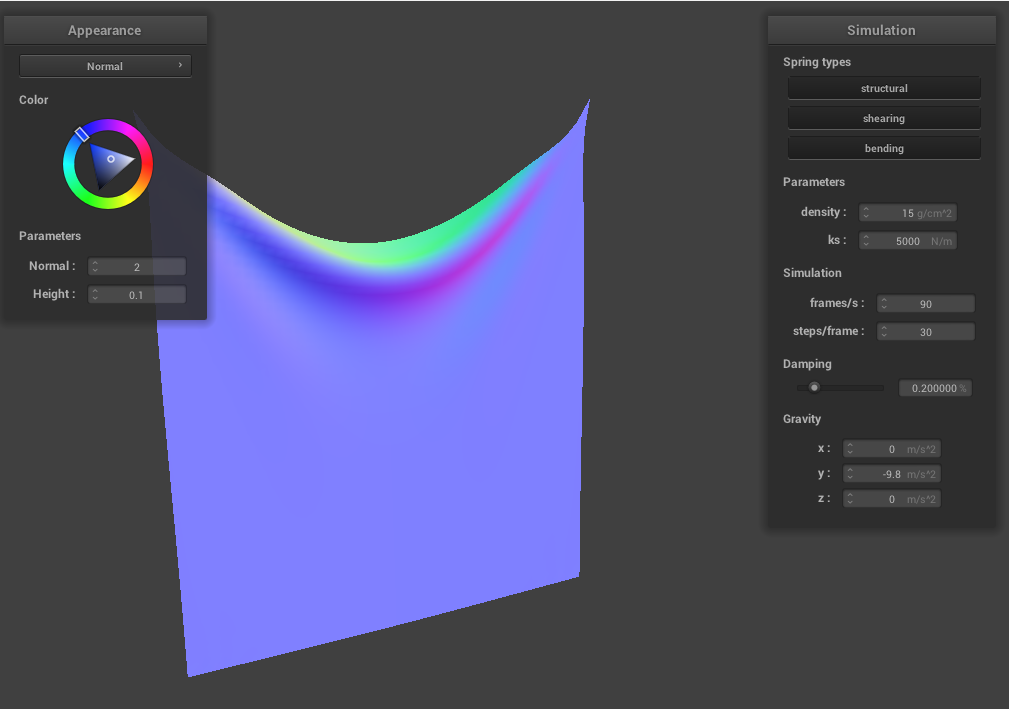 Appearance
Normal
Color
Parameters
Normal : 2
Height : 0.1
Simulation
Spring types
structural
shearing
bending
Parameters
density : 15 g/cm^2
ks : 5000 N/m
Simulation
frames/s : 90
steps/frame : 30
Damping
0.200000 %
Gravity
x : 0 m/s^2
y : -9.8 m/s^2
z : 0 m/s^2